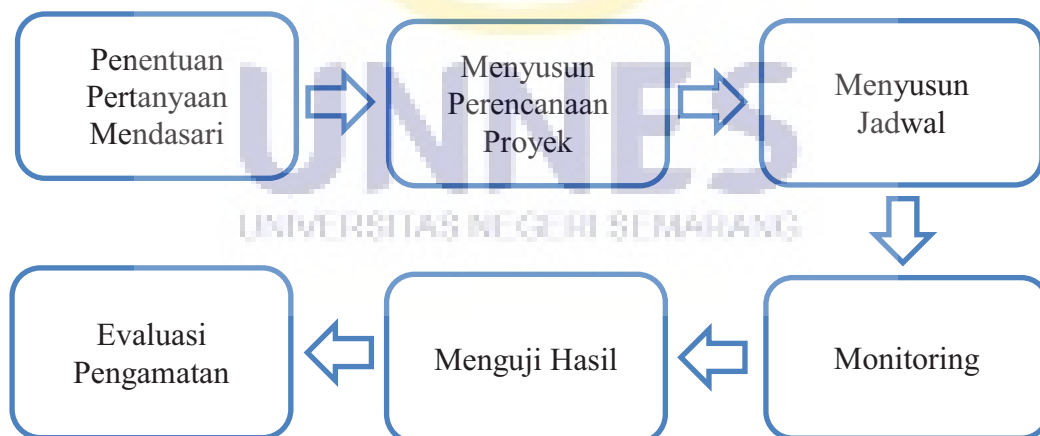 Penentuan
Pertanyaan
Mendasari
Menyusun
Perencanaan
Proyek
Menyusun
Jadwal
UNNES
UNIVERSITAS NEGERI SEMARANG
Evaluasi
Pengamatan
Menguji Hasil
Monitoring